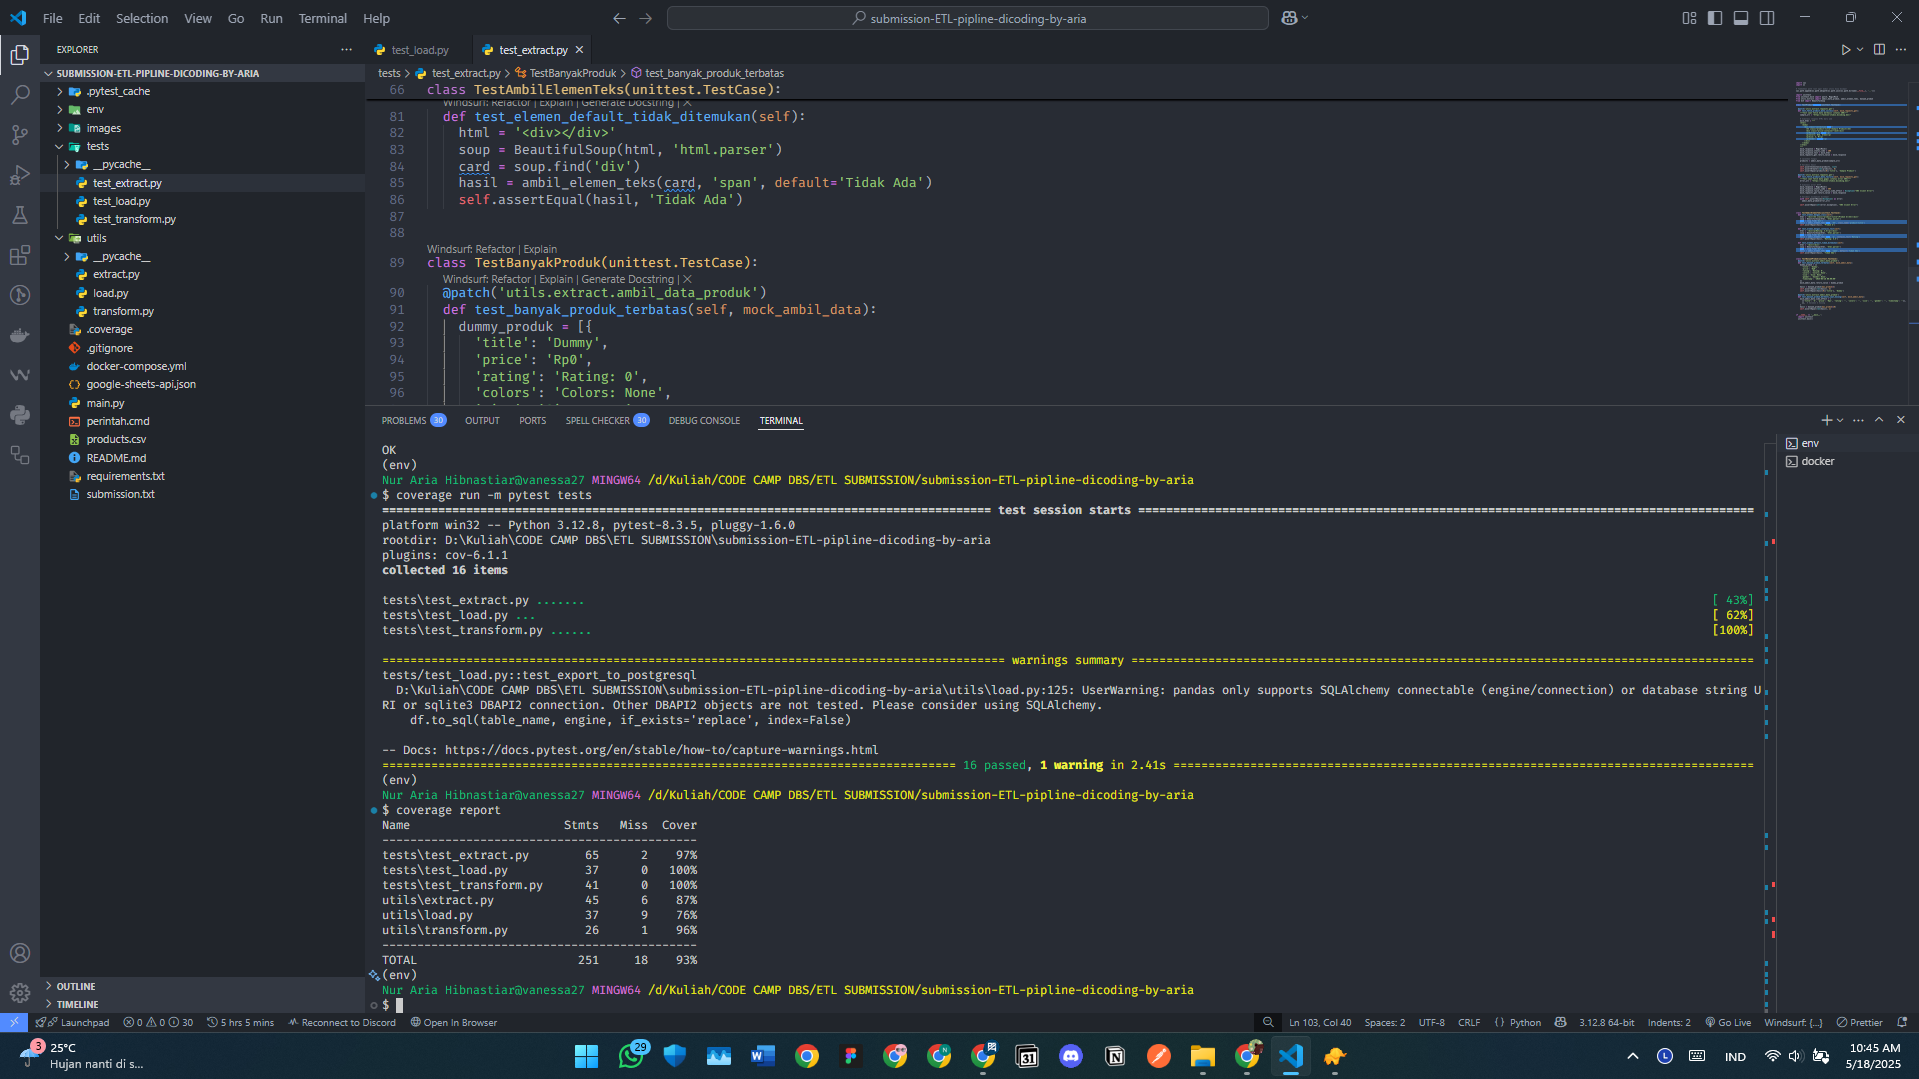 File Edit Selection View Go Run Terminal Help
submission-ETL-pipline-dicoding-by-aria
EXPLORER
SUBMISSION-ETL-PIPLINE-DICODING-BY-ARIA
.pytest_cache
env
images
tests
__pycache__
test_extract.py
test_load.py
test_transform.py
utils
__pycache__
extract.py
load.py
transform.py
.coverage
.gitignore
docker-compose.yml
google-sheets-api.json
main.py
perintah.cmd
products.csv
README.md
requirements.txt
submission.txt
OUTLINE
TIMELINE
test_load.py test_extract.py
tests > test_extract.py > TestBanyakProduk > test_banyak_produk_terbatas
66 class TestAmbilElemenTeks(unittest.TestCase):
Windsurf: Refactor | Explain | Generate Docstring | X
81 def test_elemen_default_tidak_ditemukan(self):
82 html = '<div></div>'
83 soup = BeautifulSoup(html, 'html.parser')
84 card = soup.find('div')
85 hasil = ambil_elemen_teks(card, 'span', default='Tidak Ada')
86 self.assertEqual(hasil, 'Tidak Ada')
87
88
Windsurf: Refactor | Explain
89 class TestBanyakProduk(unittest.TestCase):
Windsurf: Refactor | Explain | Generate Docstring | X
90 @patch('utils.extract.ambil_data_produk')
91 def test_banyak_produk_terbatas(self, mock_ambil_data):
92 dummy_produk = [{
93 'title': 'Dummy',
94 'price': 'Rp0',
95 'rating': 'Rating: 0',
96 'colors': 'Colors: None',
PROBLEMS 30 OUTPUT PORTS SPELL CHECKER 30 DEBUG CONSOLE TERMINAL
env
docker
OK
(env)
Nur Aria Hibnastiar@vanessa27 MINGW64 /d/Kuliah/CODE CAMP DBS/ETL SUBMISSION/submission-ETL-pipline-dicoding-by-aria
$ coverage run -m pytest tests
test session starts
platform win32 -- Python 3.12.8, pytest-8.3.5, pluggy-1.6.0
rootdir: D:\Kuliah\CODE CAMP DBS\ETL SUBMISSION\submission-ETL-pipline-dicoding-by-aria
plugins: cov-6.1.1
collected 16 items
tests\test_extract.py ....... [ 43%]
tests\test_load.py ... [ 62%]
tests\test_transform.py ...... [100%]
warnings summary
tests/test_load.py::test_export_to_postgresql
D:\Kuliah\CODE CAMP DBS\ETL SUBMISSION\submission-ETL-pipline-dicoding-by-aria\utils\load.py:125: UserWarning: pandas only supports SQLAlchemy connectable (engine/connection) or database string U
RI or sqlite3 DBAPI2 connection. Other DBAPI2 objects are not tested. Please consider using SQLAlchemy.
df.to_sql(table_name, engine, if_exists='replace', index=False)
-- Docs: https://docs.pytest.org/en/stable/how-to/capture-warnings.html
16 passed, 1 warning in 2.41s
(env)
Nur Aria Hibnastiar@vanessa27 MINGW64 /d/Kuliah/CODE CAMP DBS/ETL SUBMISSION/submission-ETL-pipline-dicoding-by-aria
$ coverage report
Name Stmts Miss Cover
-----------------------------------------
tests\test_extract.py 65 2 97%
tests\test_load.py 37 0 100%
tests\test_transform.py 41 0 100%
utils\extract.py 45 6 87%
utils\load.py 37 9 76%
utils\transform.py 26 1 96%
-----------------------------------------
TOTAL 251 18 93%
(env)
Nur Aria Hibnastiar@vanessa27 MINGW64 /d/Kuliah/CODE CAMP DBS/ETL SUBMISSION/submission-ETL-pipline-dicoding-by-aria
$
Launchpad 0 0 30 5 hrs 5 mins Reconnect to Discord Open In Browser Ln 103, Col 40 Spaces: 2 UTF-8 CRLF Python 3.12.8 64-bit Indents: 2 Go Live Windsurf: {...} Prettier
3 25°C
Hujan nanti di s...
29
31
IND
10:45 AM
5/18/2025